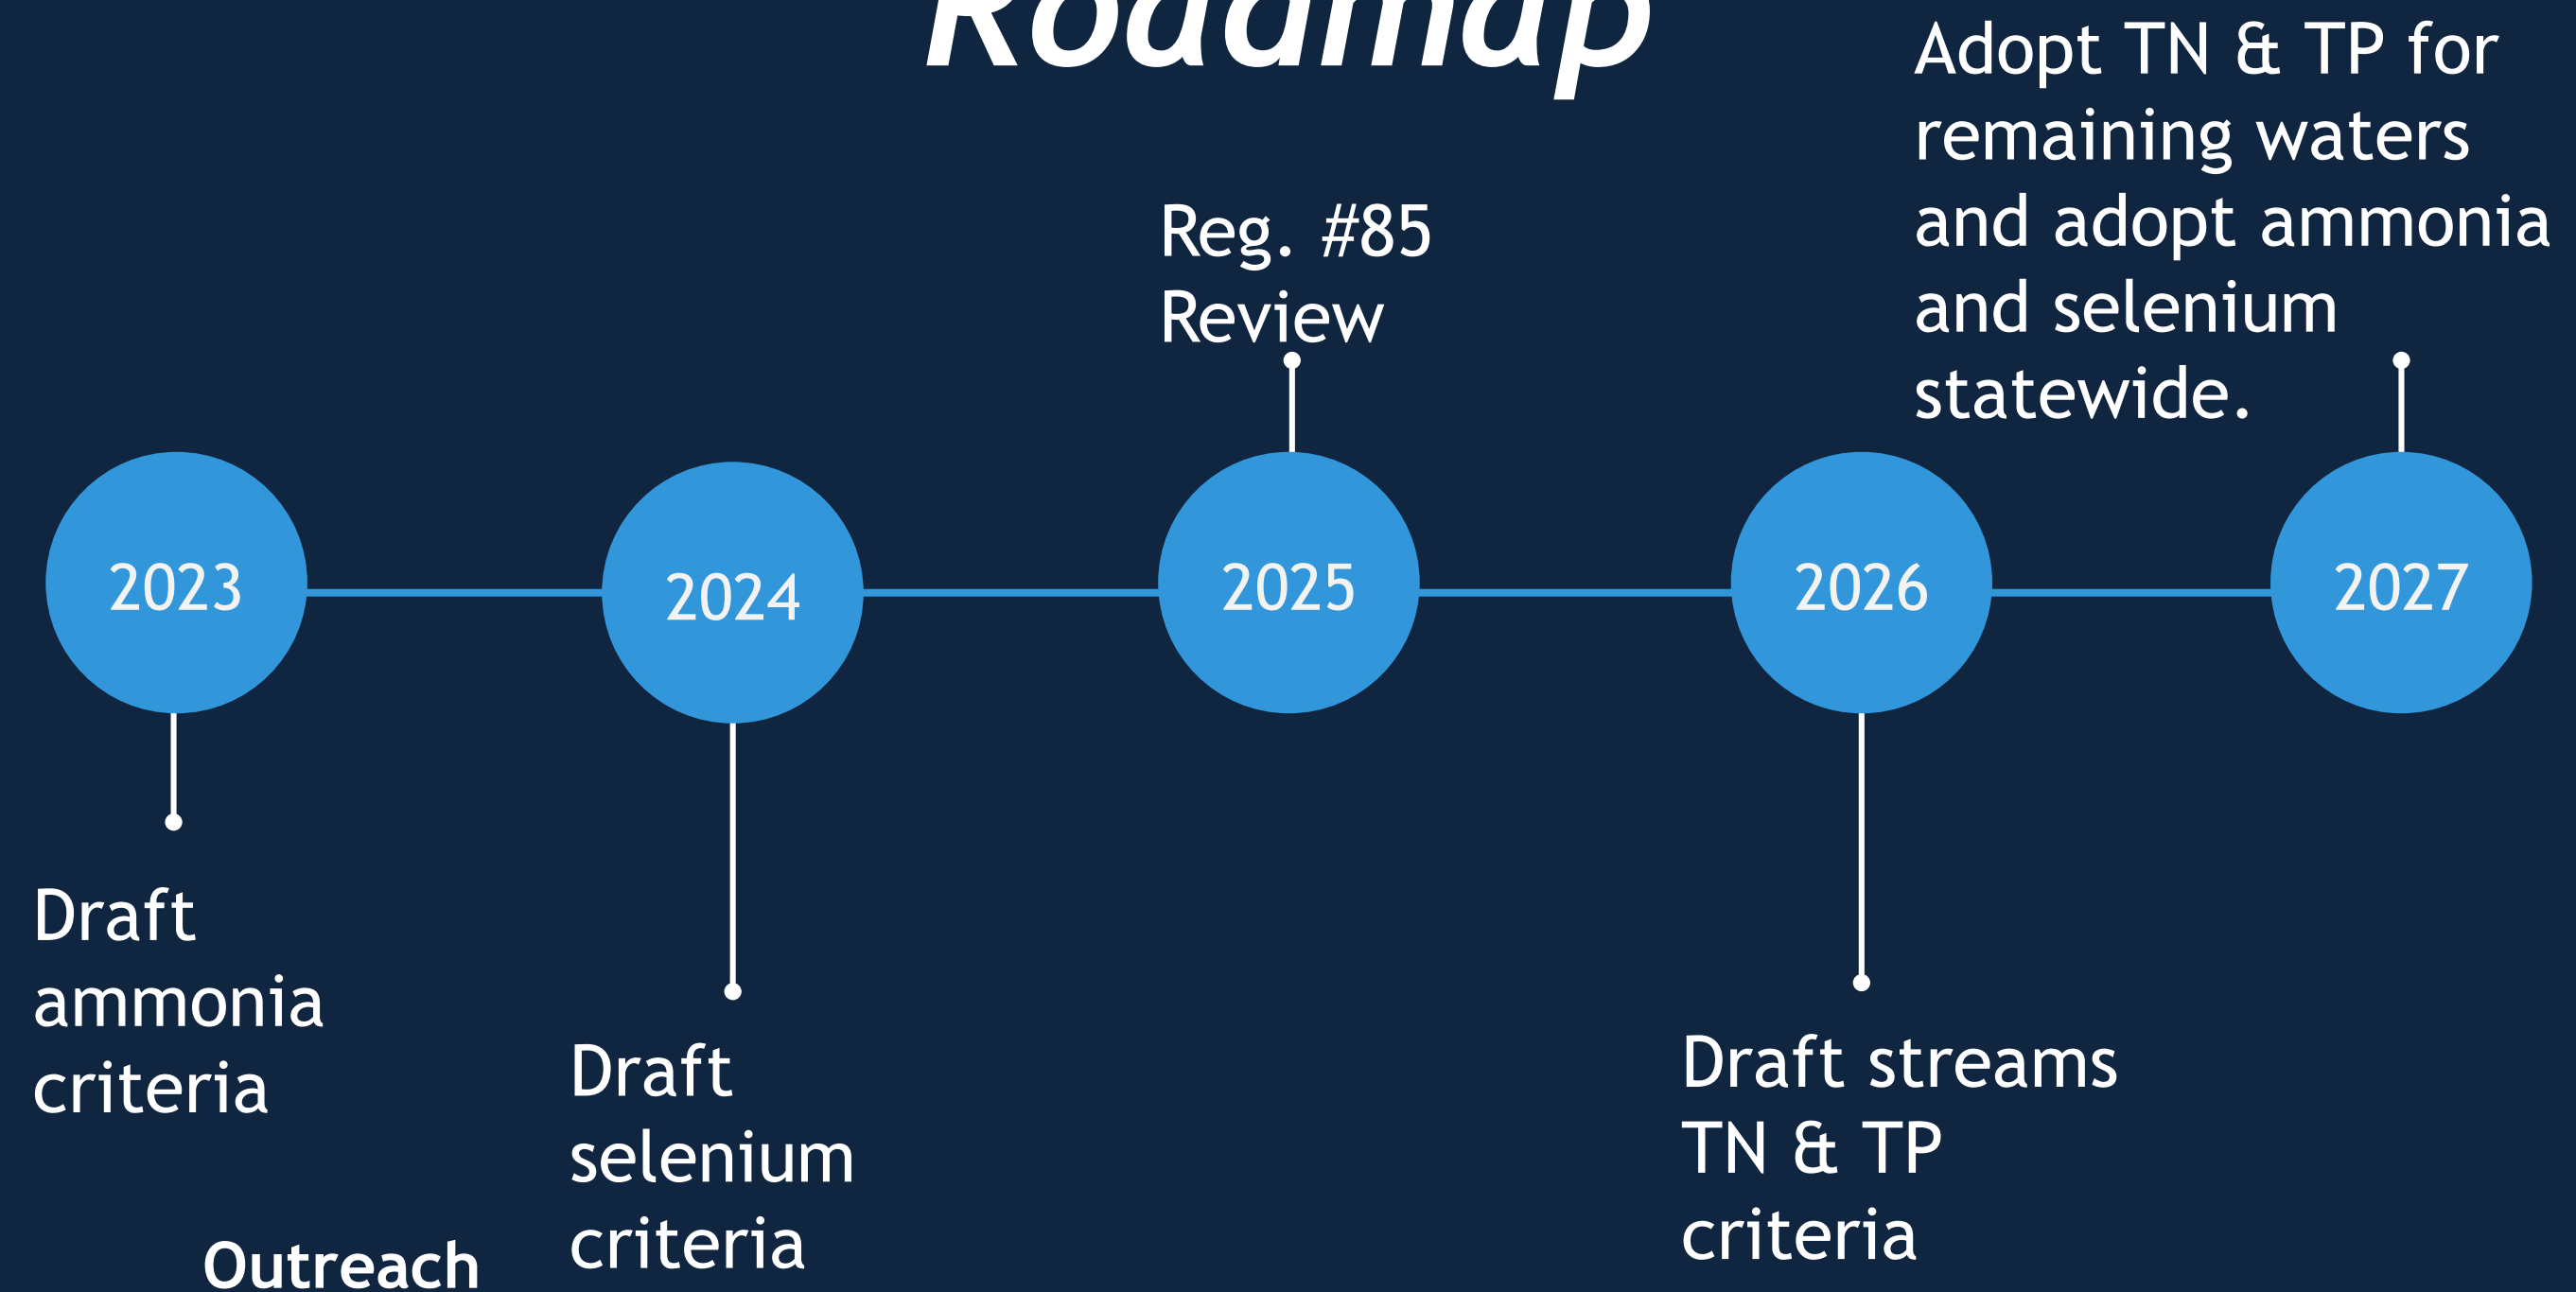 Roadmap
Adopt TN & TP for
remaining waters
and adopt ammonia
and selenium
statewide.
Reg. #85
Review
2023
2024
2025
2026
2027
Draft
ammonia
criteria
Draft
selenium
criteria
Draft streams
TN & TP
criteria
Outreach